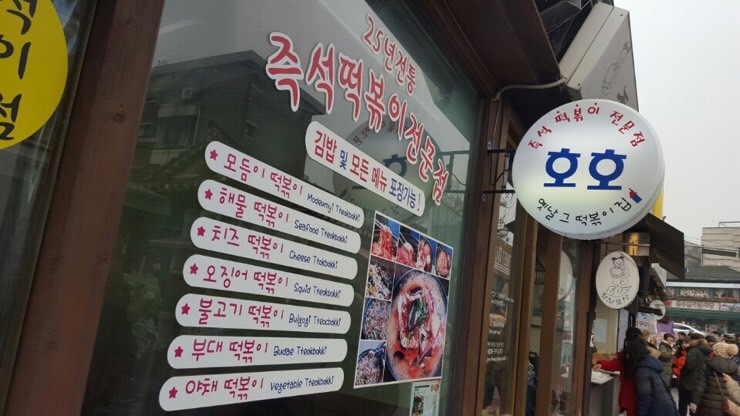 25년전통
즉석떡볶이전문점
김밥 및 모든 메뉴 포장가능!
★ 모듬이 떡볶이 Modeumyi Tteokbokki
★ 해물 떡볶이 Seafood Tteokbokki
★ 치즈 떡볶이 Cheese Ttokbokki
★ 오징어 떡볶이 Squid Tteokbokki
★ 불고기 떡볶이 Bulgogi Tteocbokki
★ 부대 떡볶이 Budae Tteokbokki
★ 야채 떡볶이 Vegetable Tteokbokki
즉석 떡볶이 전문점
호호
옛날 그 떡볶이 집